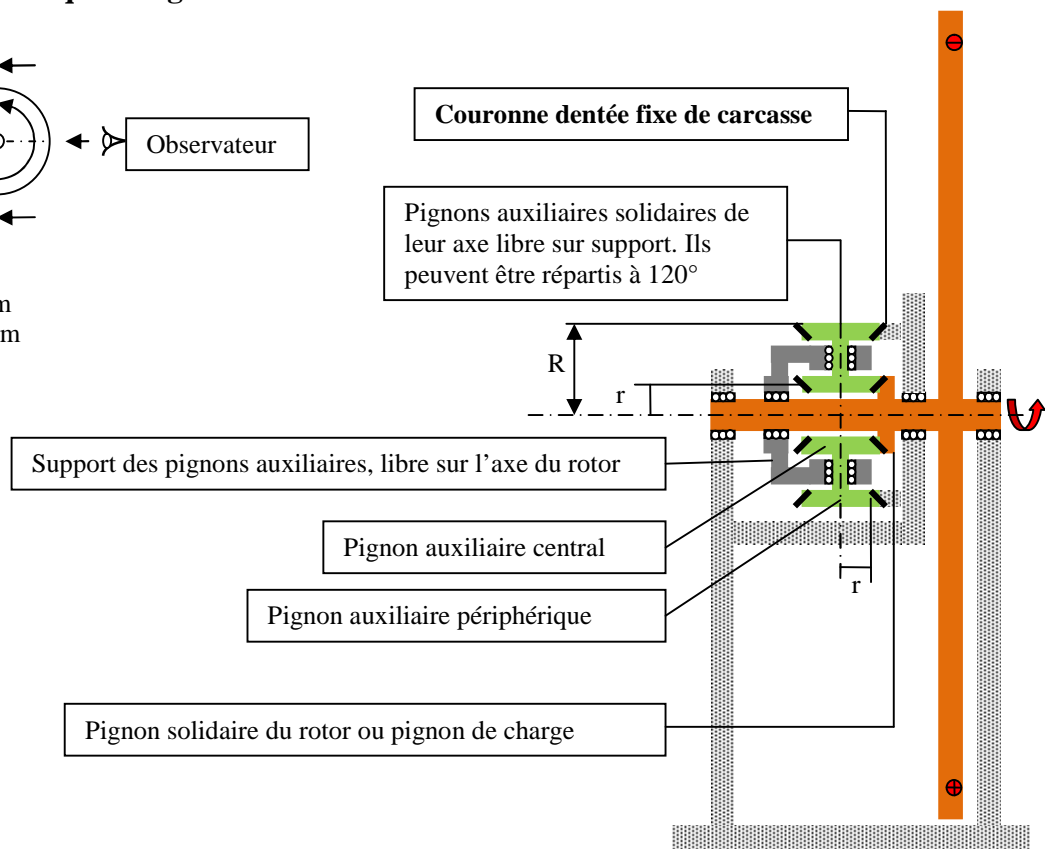 Couronne dentée fixe de carcasse
Observateur
Pignons auxiliaires solidaires de
leur axe libre sur support. Ils
peuvent être répartis à 120°
m
m
R
r
Support des pignons auxiliaires, libre sur l'axe du rotor
Pignon auxiliaire central
r
Pignon auxiliaire périphérique
Pignon solidaire du rotor ou pignon de charge